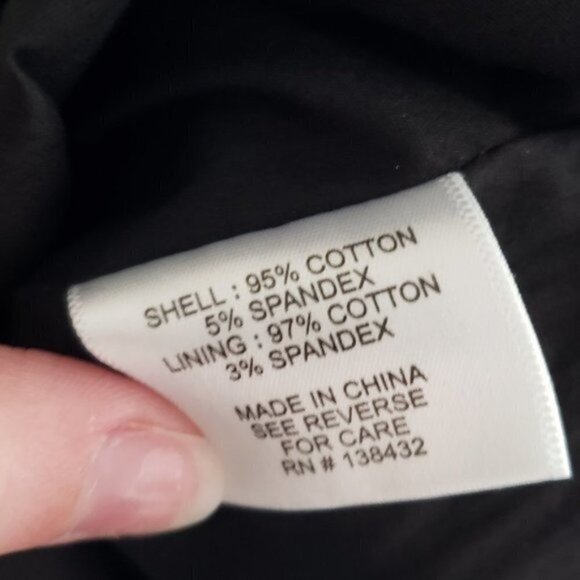 SHELL : 95% COTTON
5% SPANDEX
LINING : 97% COTTON
3% SPANDEX
MADE IN CHINA
SEE REVERSE
FOR CARE
RN # 138432